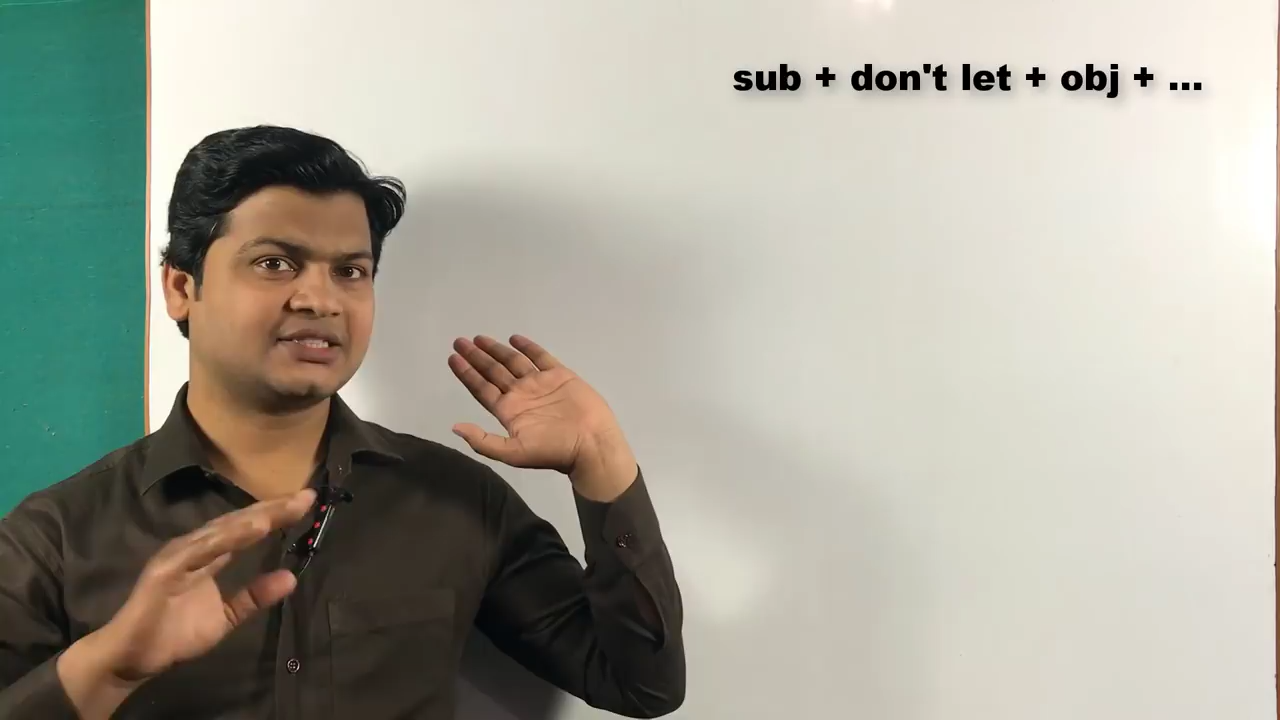 sub + don't let + obj + ...